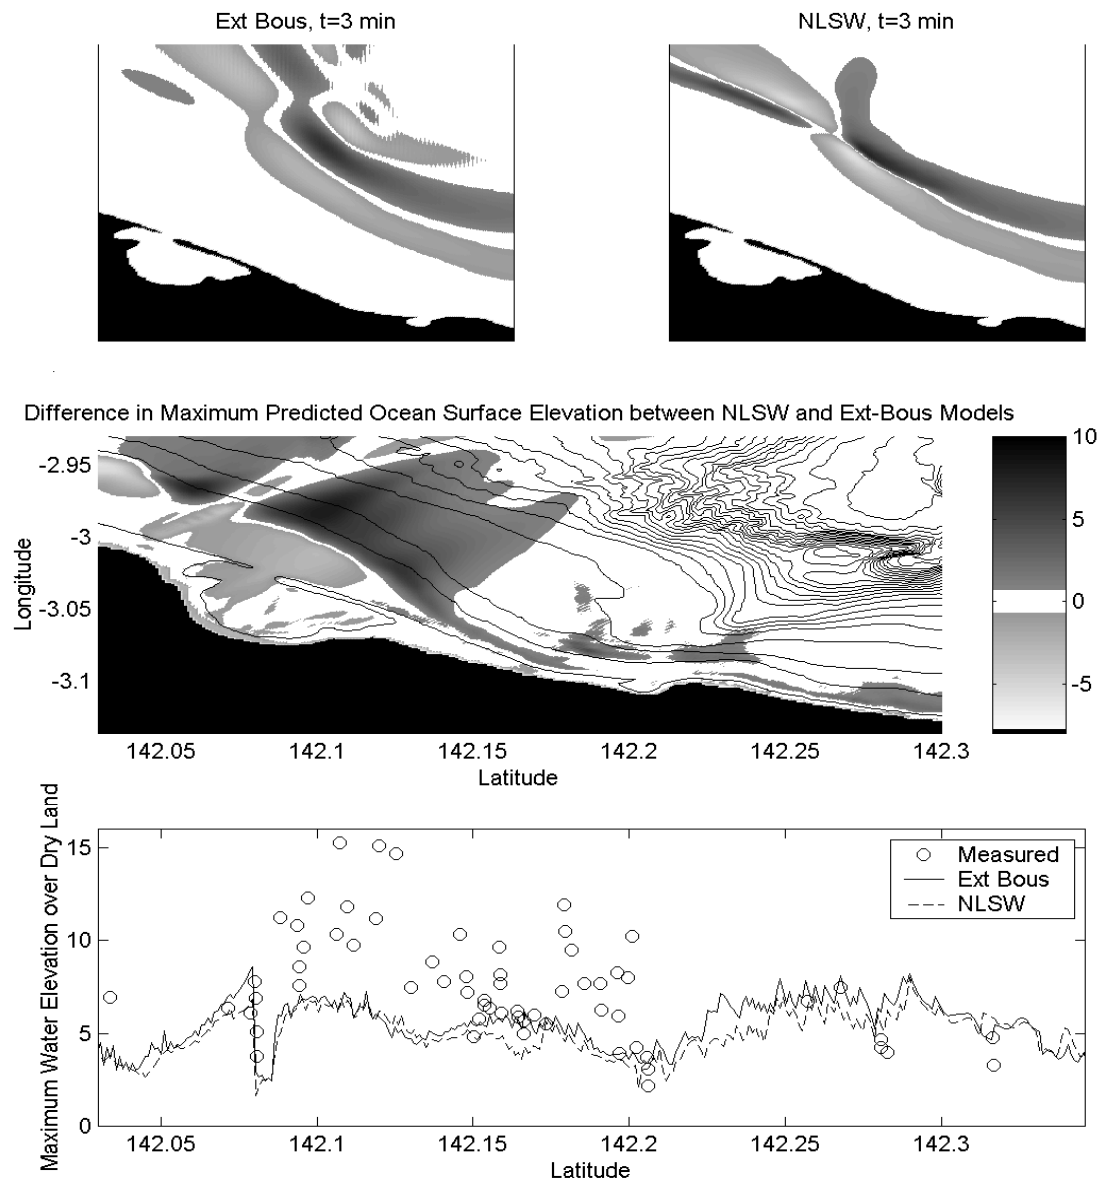 Ext Bous, t=3 min
NLSW, t=3 min
Difference in Maximum Predicted Ocean Surface Elevation between NLSW and Ext-Bous Models
-2.95
-3
-3.05
-3.1
Longitude
142.05 142.1 142.15 142.2 142.25 142.3
Latitude
10
5
0
-5
Maximum Water Elevation over Dry Land
15
10
5
0
Measured
Ext Bous
NLSW
142.05 142.1 142.15 142.2 142.25 142.3
Latitude